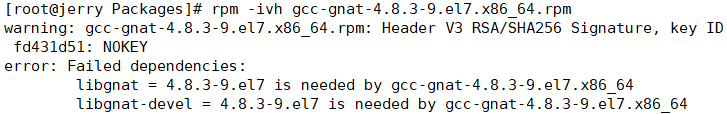 [root@jerry Packages]# rpm -ivh gcc-gnat-4.8.3-9.el7.x86_64.rpm
warning: gcc-gnat-4.8.3-9.el7.x86_64.rpm: Header V3 RSA/SHA256 Signature, key ID
 fd431d51: NOKEY
error: Failed dependencies:
        libgnat = 4.8.3-9.el7 is needed by gcc-gnat-4.8.3-9.el7.x86_64
        libgnat-devel = 4.8.3-9.el7 is needed by gcc-gnat-4.8.3-9.el7.x86_64